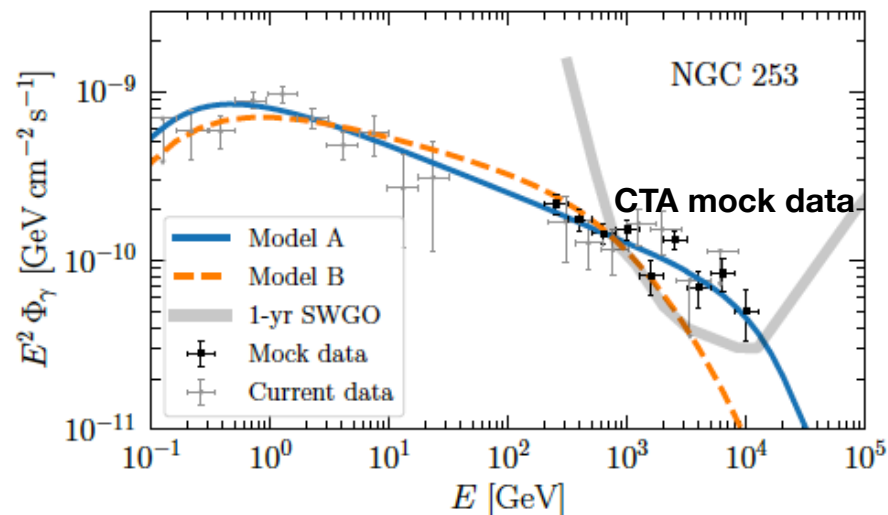 NGC 253
CTA mock data
Model A
Model B
1-yr SWGO
Mock data
Current data
10⁻⁹
10⁻¹⁰
10⁻¹¹
E² Φγ [GeV cm⁻² s⁻¹]
10⁻¹ 10⁰ 10¹ 10² 10³ 10⁴ 10⁵
E [GeV]